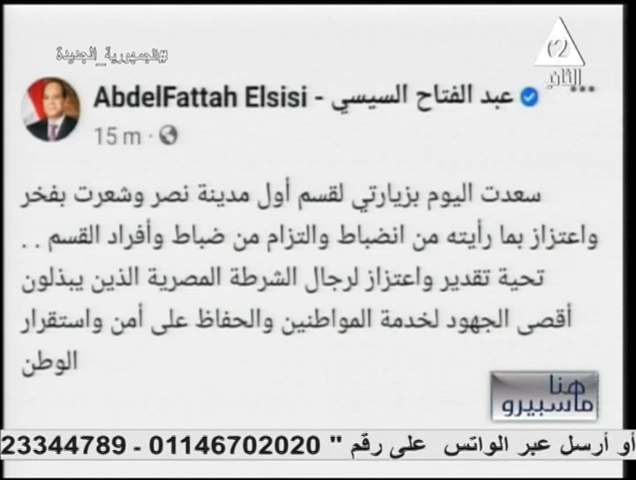 #الجمهورية_الجديدة
(2)
الثانية
AbdelFattah Elsisi - عبد الفتاح السيسي
15 m
سعدت اليوم بزيارتي لقسم أول مدينة نصر وشعرت بفخر
واعتزاز بما رأيته من انضباط والتزام من ضباط وأفراد القسم . .
تحية تقدير واعتزاز لرجال الشرطة المصرية الذين يبذلون
أقصى الجهود لخدمة المواطنين والحفاظ على أمن واستقرار
الوطن
هنا
ماسبيرو
أو أرسل عبر الواتس على رقم " 01146702020 - 23344789